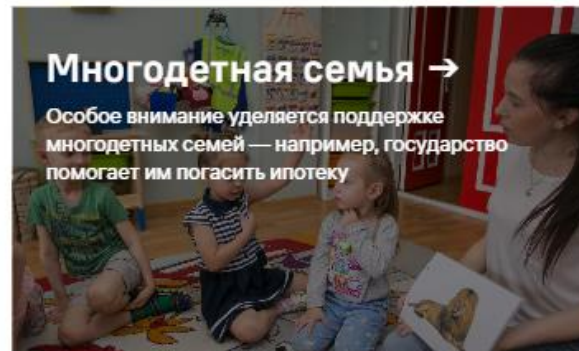 Многодетная семья →
Особое внимание уделяется поддержке
многодетных семей — например, государство
помогает им погасить ипотеку